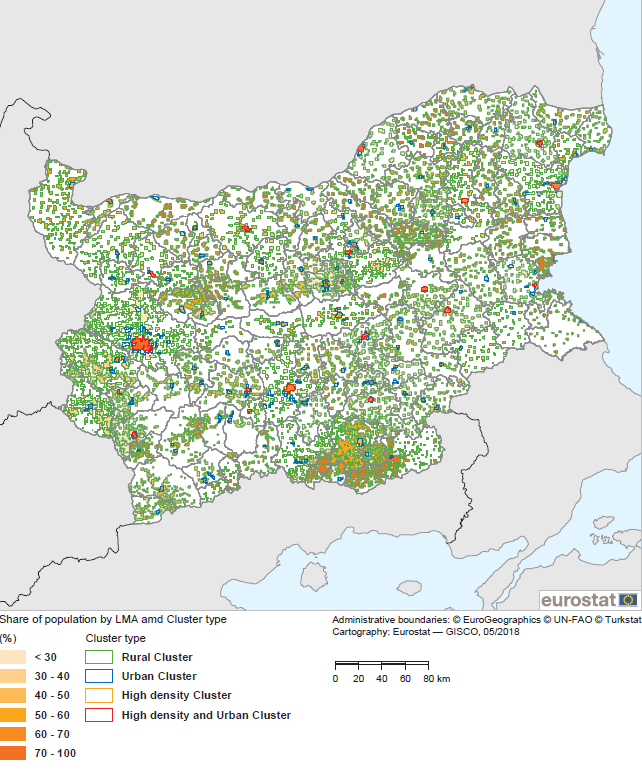 eurostat
Share of population by LMA amd Cluster type
(%)
< 30
30 - 40
40 - 50
50 - 60
60 - 70
70 - 100
Cluster type
Rural Cluster
Urban Cluster
High density Cluster
High density and Urban Cluster
Administrative boundaries: © EuroGeographics © UN-FAO © Turkstat
Cartography: Eurostat — GISCO, 05/2018
0 20 40 60 80 km